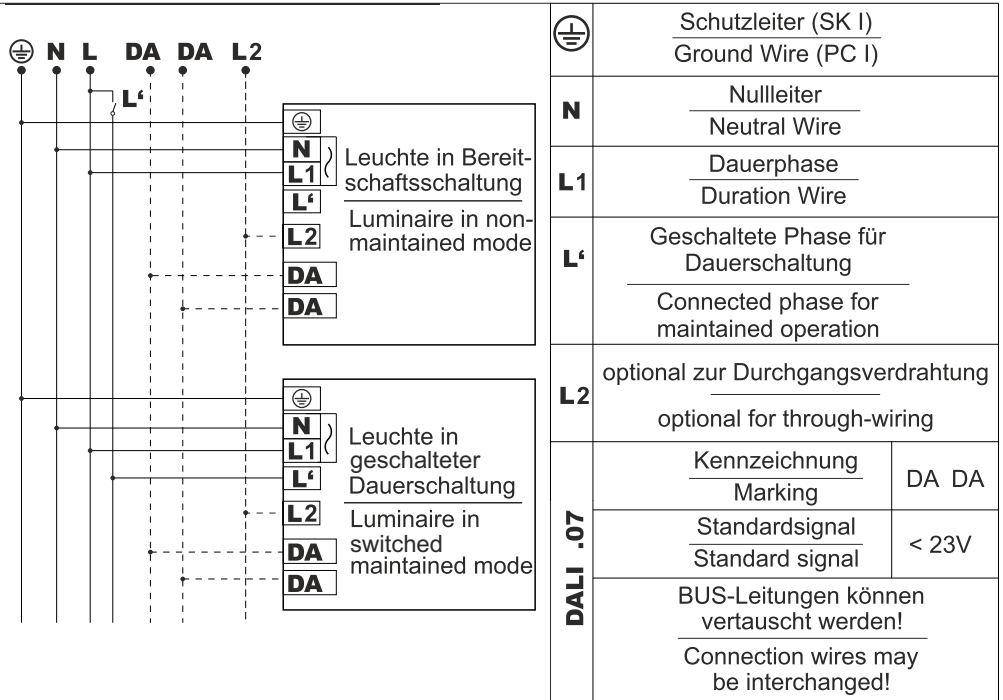 N L DA DA L2
L‘
N
L1
L‘
L2
DA
DA
Leuchte in Bereit-
schaftsschaltung
Luminaire in non-
maintained mode
N
L1
L‘
L2
DA
DA
Leuchte in
geschalteter
Dauerschaltung
Luminaire in
switched
maintained mode
Schutzleiter (SK I)
Ground Wire (PC I)
N
Nullleiter
Neutral Wire
L1
Dauerphase
Duration Wire
L‘
Geschaltete Phase für
Dauerschaltung
Connected phase for
maintained operation
L2
optional zur Durchgangsverdrahtung
optional for through-wiring
DALI .07
Kennzeichnung
Marking
DA DA
Standardsignal
Standard signal
< 23V
BUS-Leitungen können
vertauscht werden!
Connection wires may
be interchanged!